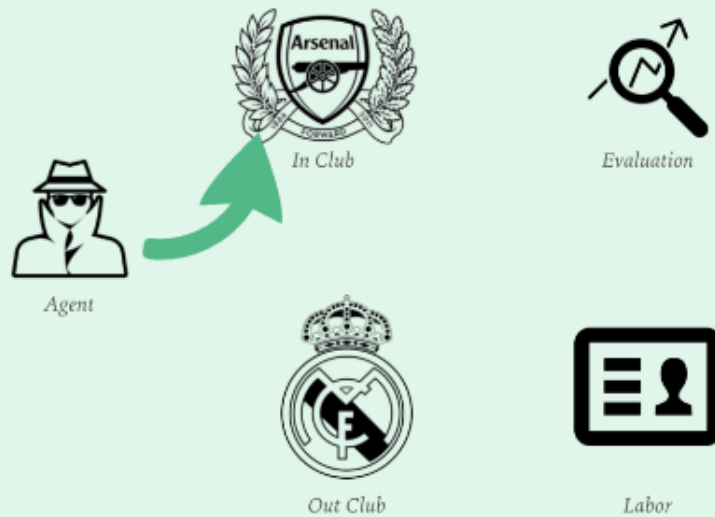 Arsenal
FORWARD
In Club
Evaluation
Agent
Out Club
Labor